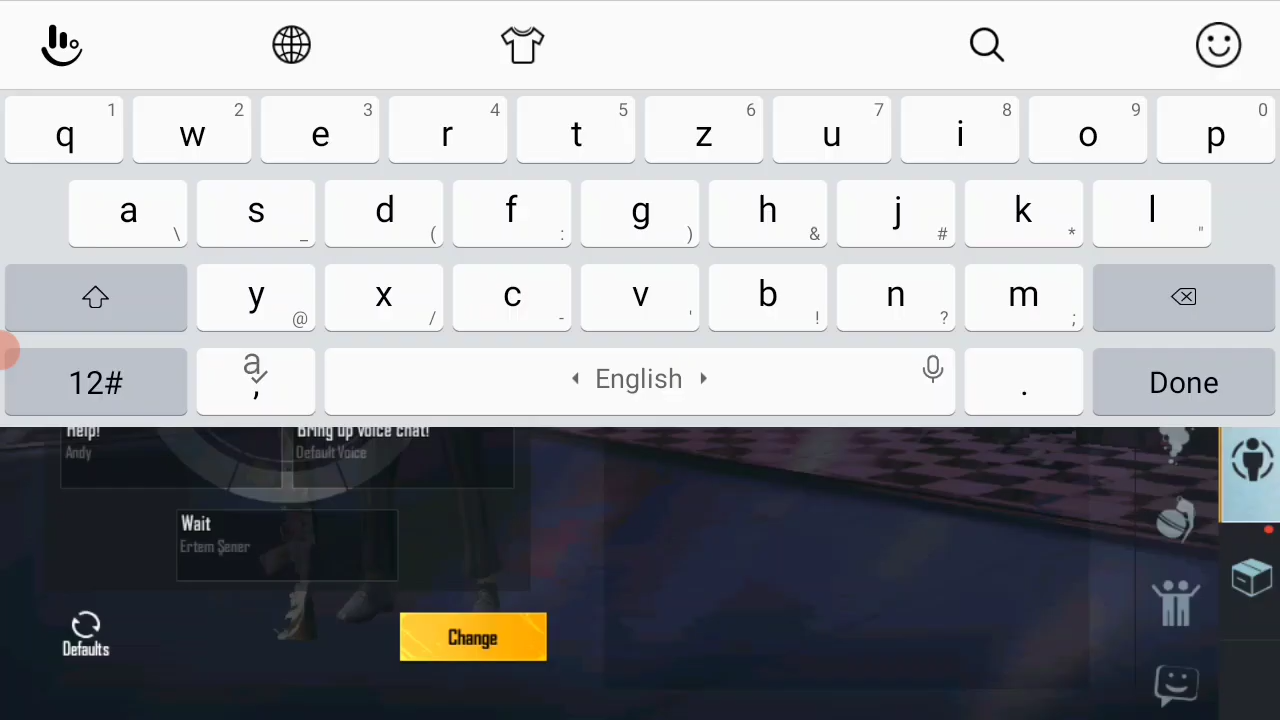 q 1 w 2 e 3 r 4 t 5 z 6 u 7 i 8 o 9 p 0
a \ s _ d ( f : g ) h & j # k * l "
y @ x / c - v ' b ! n ? m ;
12# a , English . Done
Help! Bring up voice chat!
Andy Default Voice
Wait
Ertem Şener
Defaults Change